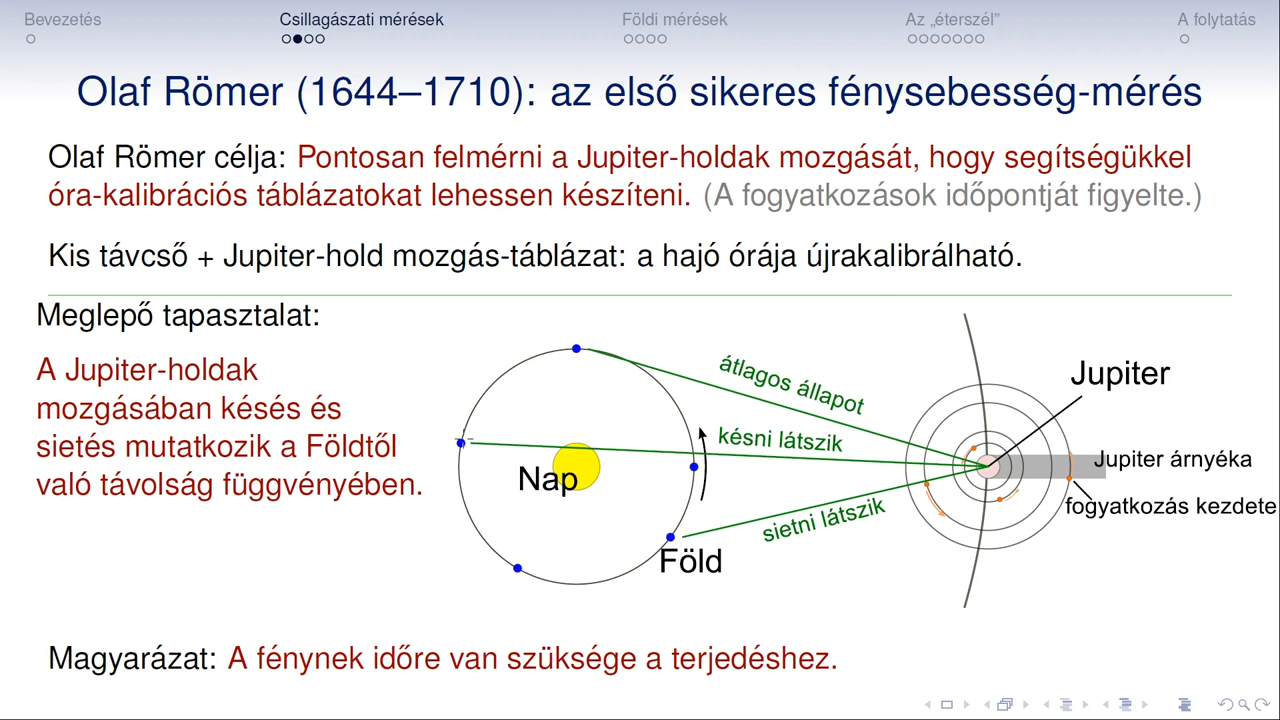 Bevezetés
Csillagászati mérések
Földi mérések
Az „éterszél”
A folytatás
Olaf Römer (1644–1710): az első sikeres fénysebesség-mérés
Olaf Römer célja: Pontosan felmérni a Jupiter-holdak mozgását, hogy segítségükkel
óra-kalibrációs táblázatokat lehessen készíteni. (A fogyatkozások időpontját figyelte.)
Kis távcső + Jupiter-hold mozgás-táblázat: a hajó órája újrakalibrálható.
Meglepő tapasztalat:
A Jupiter-holdak
mozgásában késés és
sietés mutatkozik a Földtől
való távolság függvényében.
átlagos állapot
késni látszik
sietni látszik
Nap
Föld
Jupiter
Jupiter árnyéka
fogyatkozás kezdete
Magyarázat: A fénynek időre van szüksége a terjedéshez.